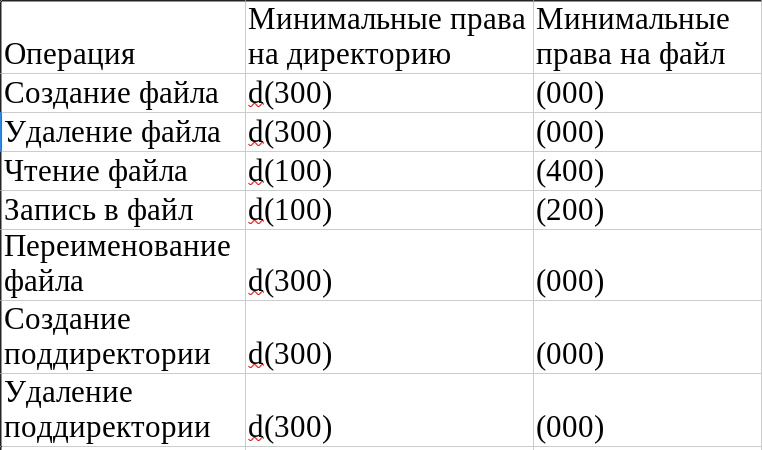 Операция
Минимальные права
на директорию
Минимальные
права на файл
Создание файла d(300) (000)
Удаление файла d(300) (000)
Чтение файла d(100) (400)
Запись в файл d(100) (200)
Переименование
файла d(300) (000)
Создание
поддиректории d(300) (000)
Удаление
поддиректории d(300) (000)